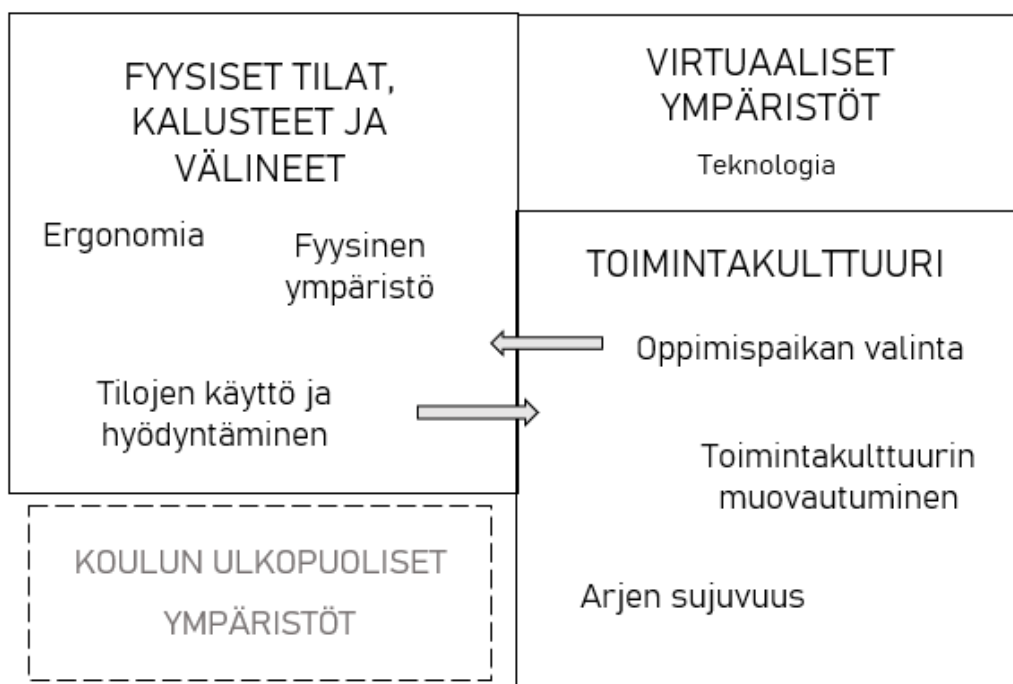 FYYSISET TILAT,
KALUSTEET JA
VÄLINEET
Ergonomia
Fyysinen
ympäristö
Tilojen käyttö ja
hyödyntäminen
KOULUN ULKOPUOLISET
YMPÄRISTÖT
VIRTUAALISET
YMPÄRISTÖT
Teknologia
TOIMINTAKULTTUURI
Oppimispaikan valinta
Toimintakulttuurin
muovautuminen
Arjen sujuvuus